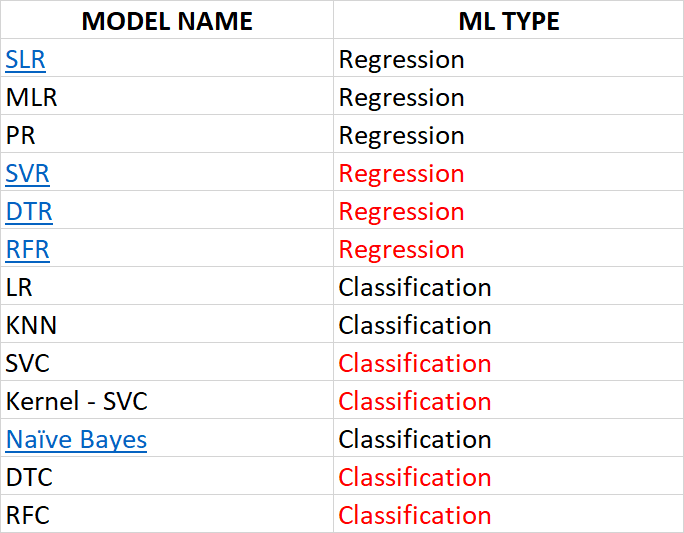 MODEL NAME ML TYPE
SLR Regression
MLR Regression
PR Regression
SVR Regression
DTR Regression
RFR Regression
LR Classification
KNN Classification
SVC Classification
Kernel - SVC Classification
Naïve Bayes Classification
DTC Classification
RFC Classification